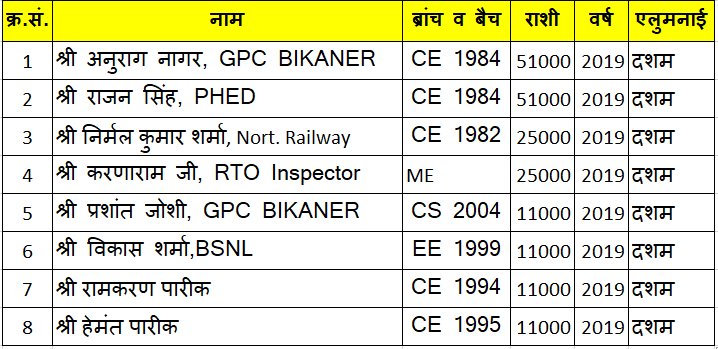 क्र.सं. नाम ब्रांच व बैच राशी वर्ष एलुमनाई
1 श्री अनुराग नागर, GPC BIKANER CE 1984 51000 2019 दशम
2 श्री राजन सिंह, PHED CE 1984 51000 2019 दशम
3 श्री निर्मल कुमार शर्मा, Nort. Railway CE 1982 25000 2019 दशम
4 श्री करणाराम जी, RTO Inspector ME 25000 2019 दशम
5 श्री प्रशांत जोशी, GPC BIKANER CS 2004 11000 2019 दशम
6 श्री विकास शर्मा,BSNL EE 1999 11000 2019 दशम
7 श्री रामकरण पारीक CE 1994 11000 2019 दशम
8 श्री हेमंत पारीक CE 1995 11000 2019 दशम